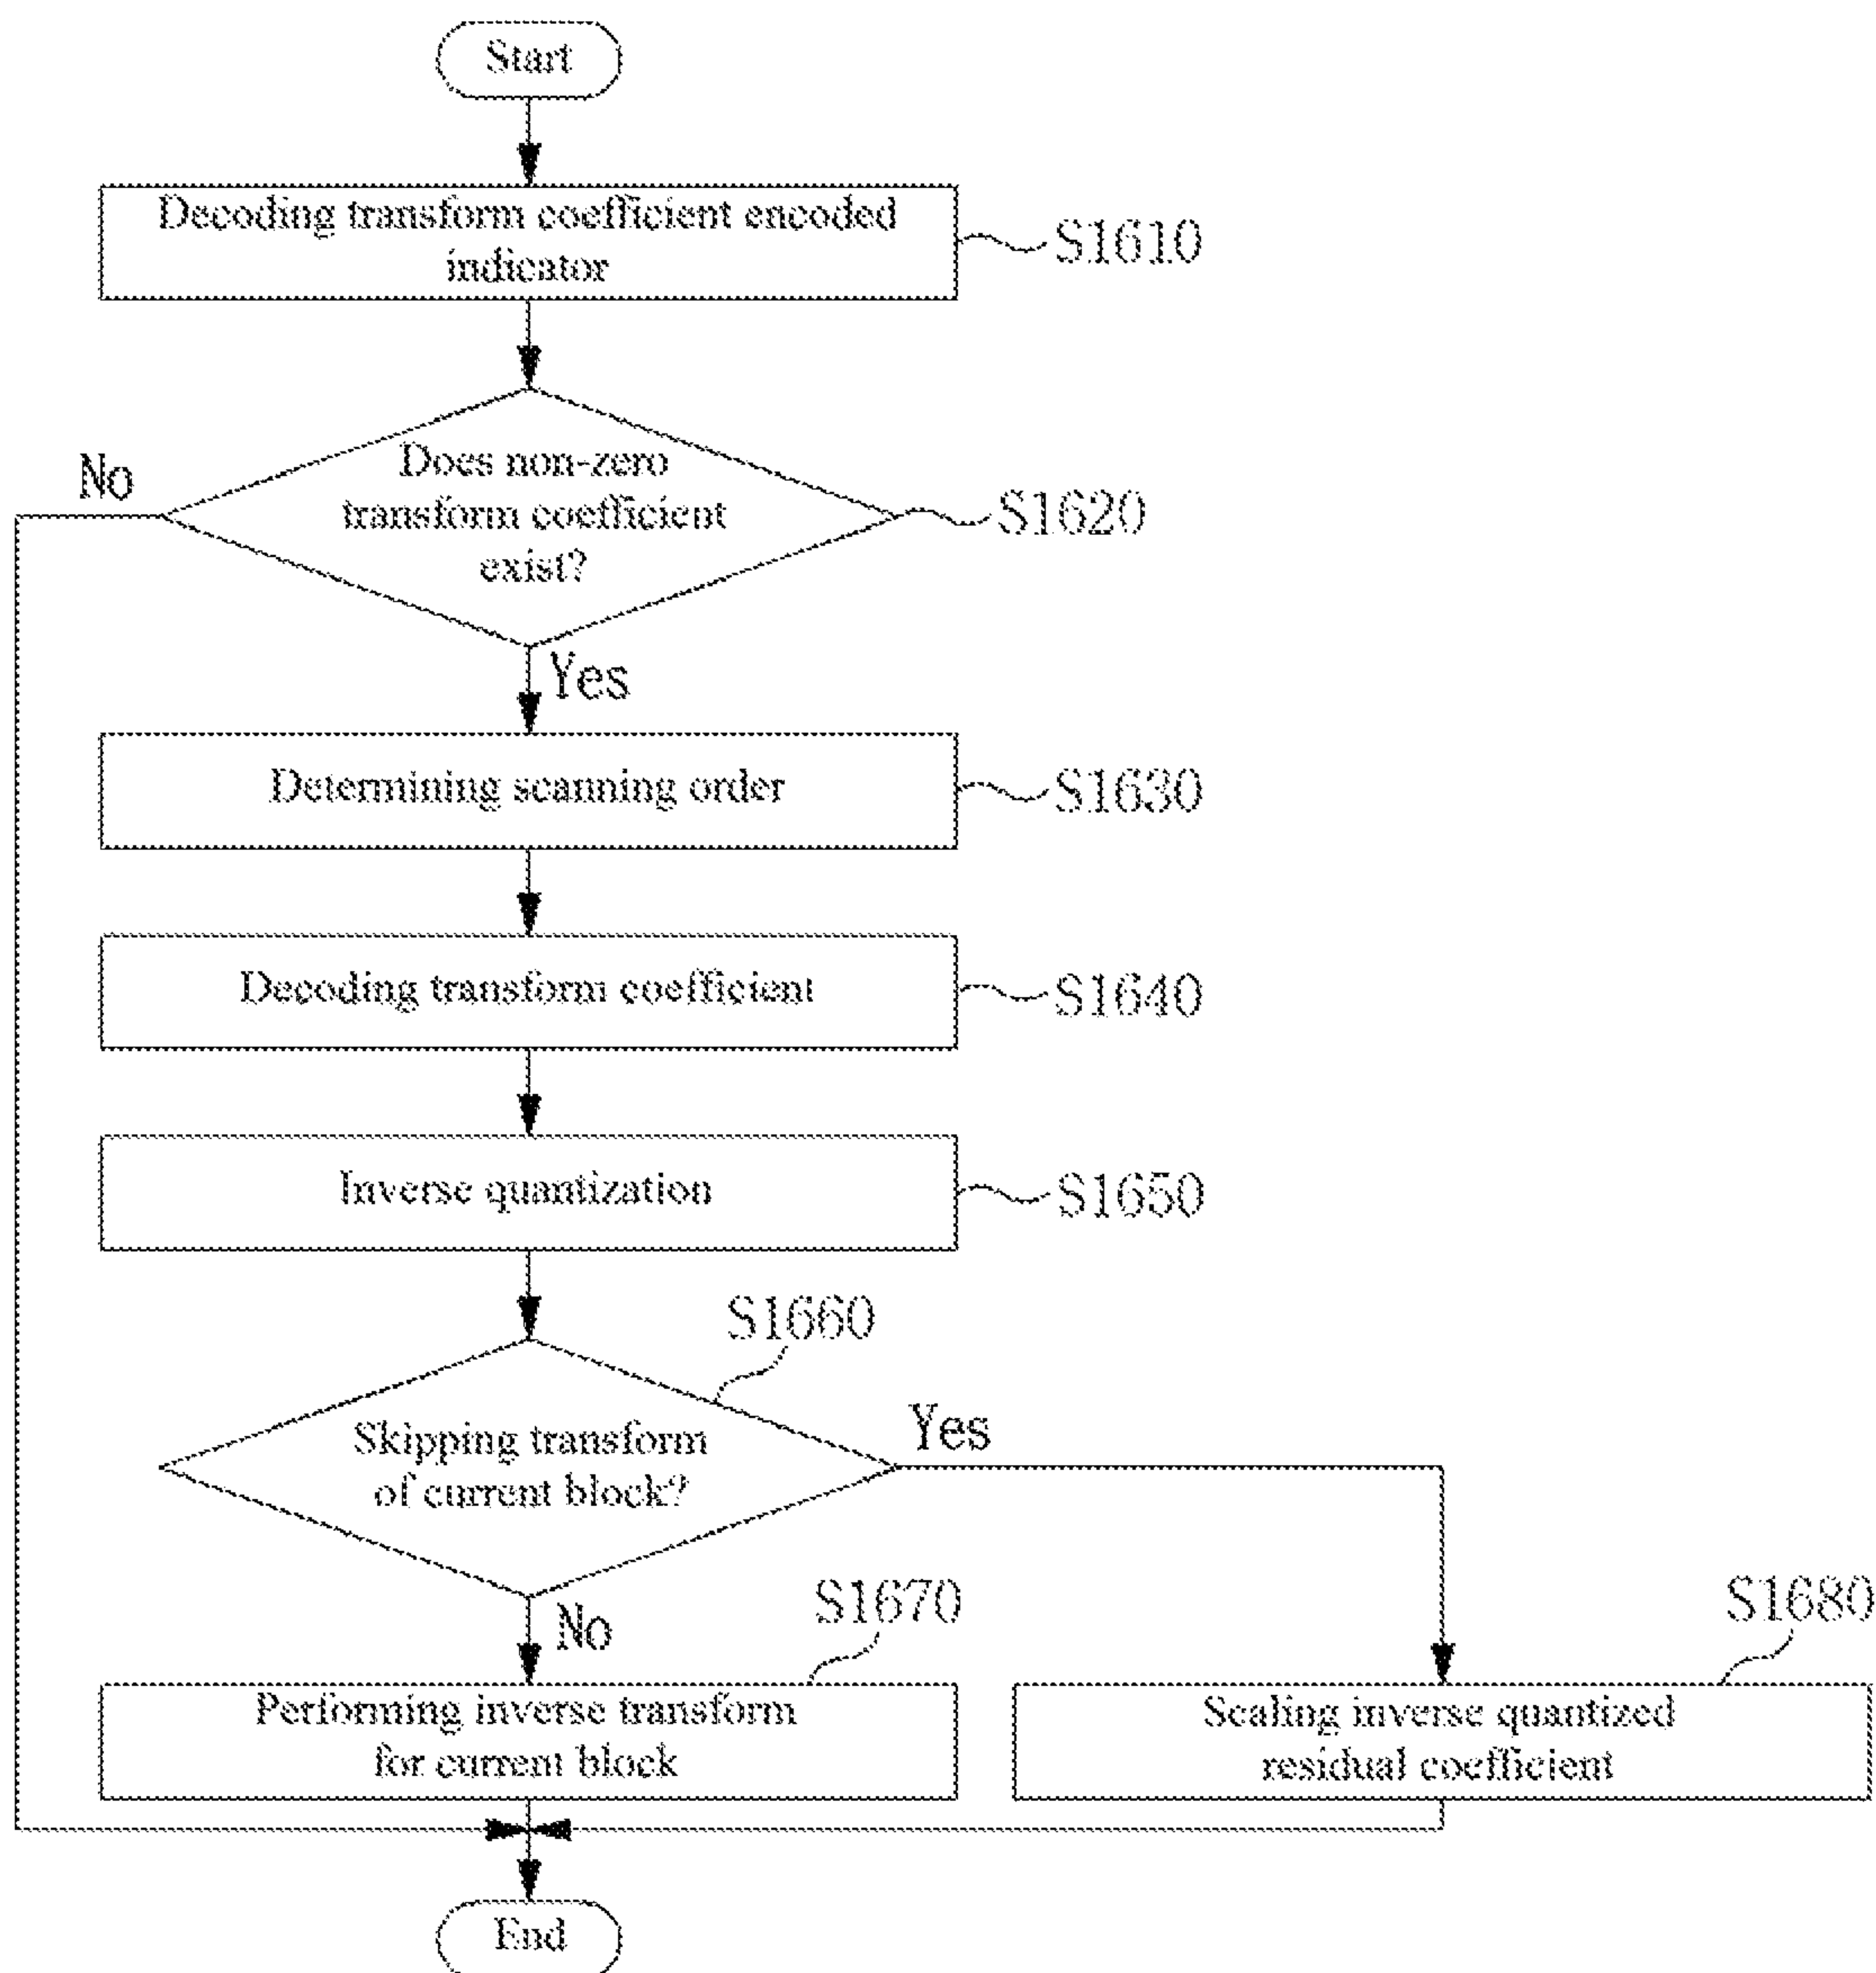 Start
Decoding transform coefficient encoded
indicator
S1610
Does non-zero
transform coefficient
exist?
No
S1620
Yes
Determining scanning order
S1630
Decoding transform coefficient
S1640
Inverse quantization
S1650
S1660
Skipping transform
of current block?
Yes
No
S1670
S1680
Performing inverse transform
for current block
Scaling inverse quantized
residual coefficient
End